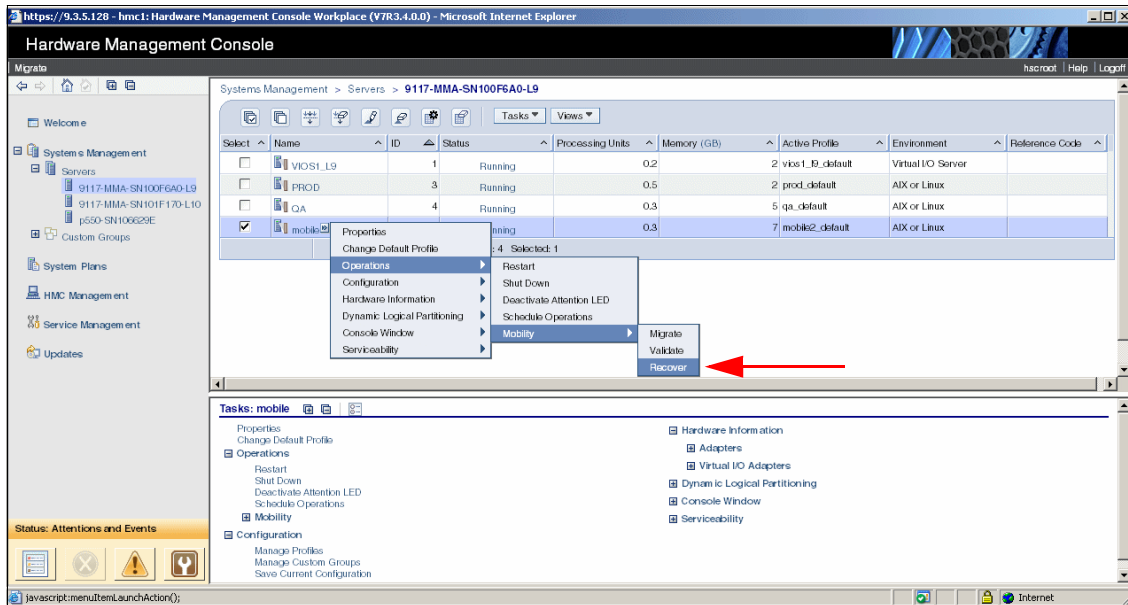 https://9.3.5.128 - hmc1: Hardware Management Console Workplace (V7R3.4.0.0) - Microsoft Internet Explorer
Hardware Management Console
Migrate
hscroot | Help | Logoff
Welcome
Systems Management
Servers
9117-MMA-SN100F6A0-L9
9117-MMA-SN101F170-L10
p550-SN106629E
Custom Groups
System Plans
HMC Management
Service Management
Updates
Systems Management > Servers > 9117-MMA-SN100F6A0-L9
Tasks Views
Select Name ID Status Processing Units Memory (GB) Active Profile Environment Reference Code
VIOS1_L9 1 Running 0.2 2 vios1_l9_default Virtual I/O Server
PROD 3 Running 0.5 2 prod_default AIX or Linux
QA 4 Running 0.3 5 qa_default AIX or Linux
mobile nning 0.3 7 mobile2_default AIX or Linux
: 4 Selected: 1
Properties
Change Default Profile
Operations
Configuration
Hardware Information
Dynamic Logical Partitioning
Console Window
Serviceability
Restart
Shut Down
Deactivate Attention LED
Schedule Operations
Mobility
Migrate
Validate
Recover
Tasks: mobile
Properties
Change Default Profile
Operations
Restart
Shut Down
Deactivate Attention LED
Schedule Operations
Mobility
Configuration
Manage Profiles
Manage Custom Groups
Save Current Configuration
Hardware Information
Adapters
Virtual I/O Adapters
Dynamic Logical Partitioning
Console Window
Serviceability
Status: Attentions and Events
javascript:menuItemLaunchAction();
Internet